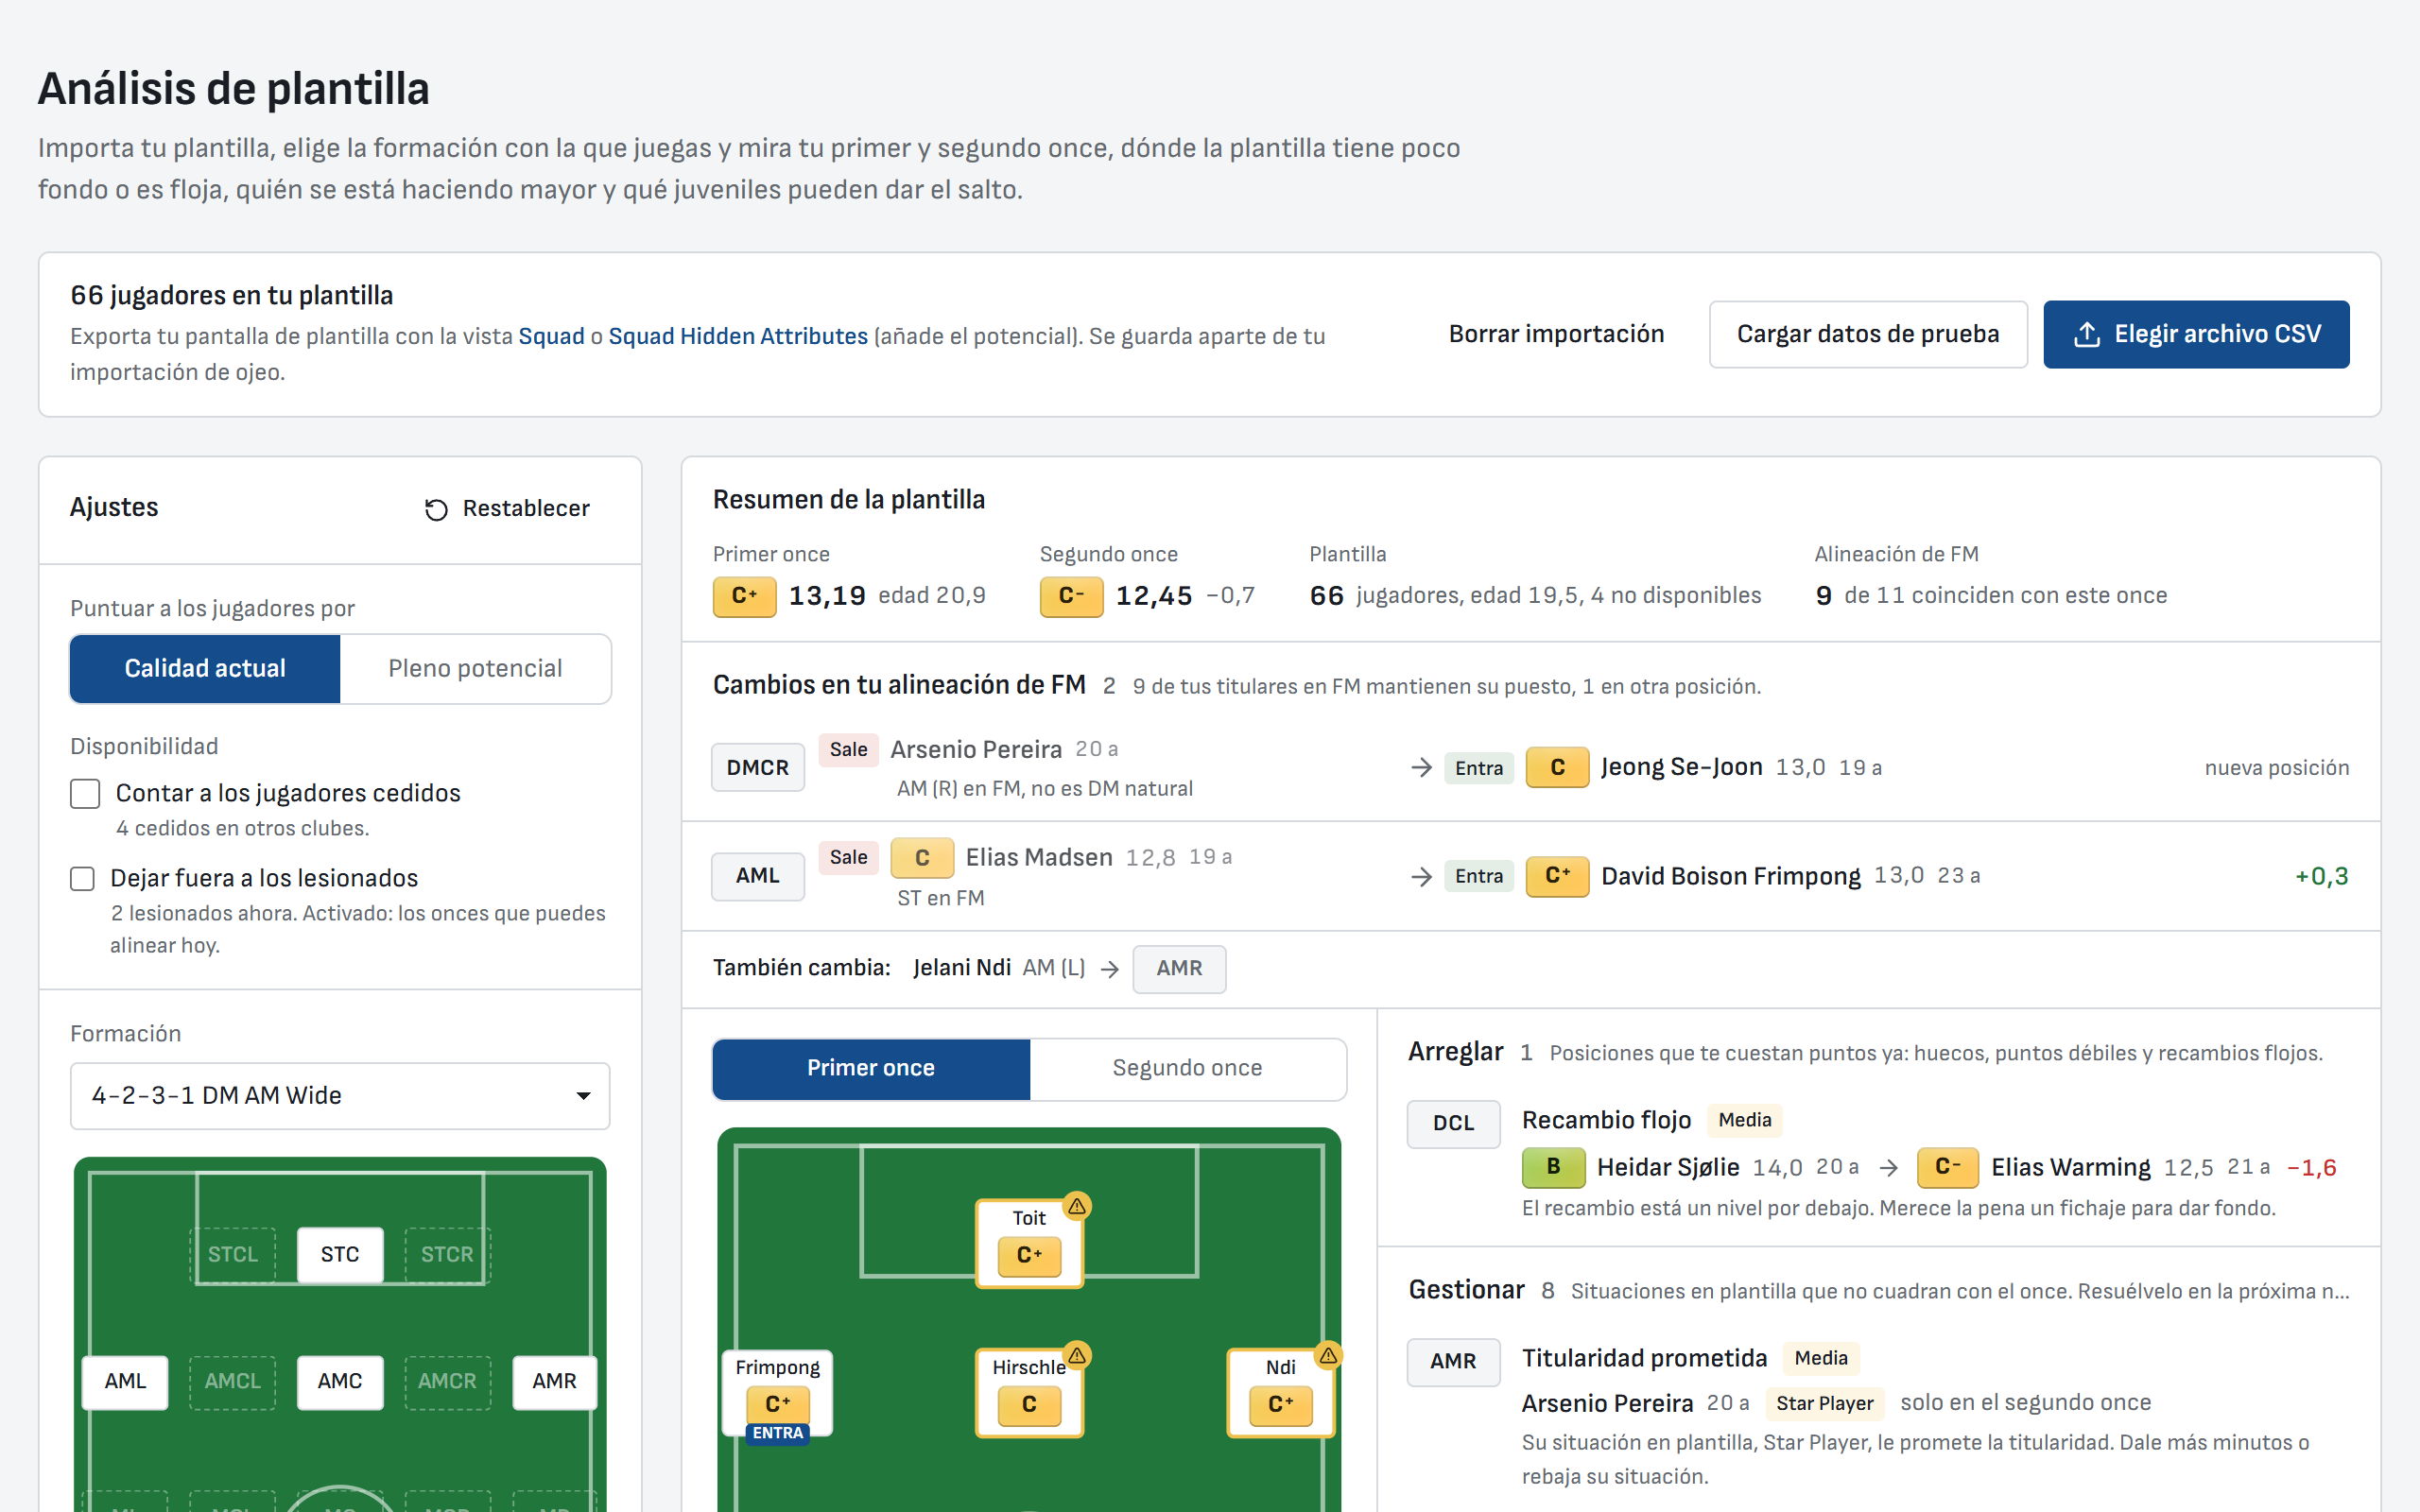 Análisis de plantilla
Importa tu plantilla, elige la formación con la que juegas y mira tu primer y segundo once, dónde la plantilla tiene poco
fondo o es floja, quién se está haciendo mayor y qué juveniles pueden dar el salto.
66 jugadores en tu plantilla
Exporta tu pantalla de plantilla con la vista Squad o Squad Hidden Attributes (añade el potencial). Se guarda aparte de tu
importación de ojeo.
Borrar importación
Cargar datos de prueba
Elegir archivo CSV
Ajustes
Restablecer
Puntuar a los jugadores por
Calidad actual
Pleno potencial
Disponibilidad
Contar a los jugadores cedidos
4 cedidos en otros clubes.
Dejar fuera a los lesionados
2 lesionados ahora. Activado: los onces que puedes
alinear hoy.
Formación
4-2-3-1 DM AM Wide
STCL STC STCR
AML AMCL AMC AMCR AMR
Resumen de la plantilla
Primer once
C+ 13,19 edad 20,9
Segundo once
C- 12,45 −0,7
Plantilla
66 jugadores, edad 19,5, 4 no disponibles
Alineación de FM
9 de 11 coinciden con este once
Cambios en tu alineación de FM 2 9 de tus titulares en FM mantienen su puesto, 1 en otra posición.
DMCR Sale Arsenio Pereira 20 a
AM (R) en FM, no es DM natural
→ Entra C Jeong Se-Joon 13,0 19 a nueva posición
AML Sale C Elias Madsen 12,8 19 a
ST en FM
→ Entra C+ David Boison Frimpong 13,0 23 a +0,3
También cambia: Jelani Ndi AM (L) → AMR
Primer once
Segundo once
Toit
C+
Frimpong
C+
ENTRA
Hirschle
C
Ndi
C+
Arreglar 1 Posiciones que te cuestan puntos ya: huecos, puntos débiles y recambios flojos.
DCL Recambio flojo Media
B Heidar Sjølie 14,0 20 a → C- Elias Warming 12,5 21 a −1,6
El recambio está un nivel por debajo. Merece la pena un fichaje para dar fondo.
Gestionar 8 Situaciones en plantilla que no cuadran con el once. Resuélvelo en la próxima n...
AMR Titularidad prometida Media
Arsenio Pereira 20 a Star Player solo en el segundo once
Su situación en plantilla, Star Player, le promete la titularidad. Dale más minutos o
rebaja su situación.